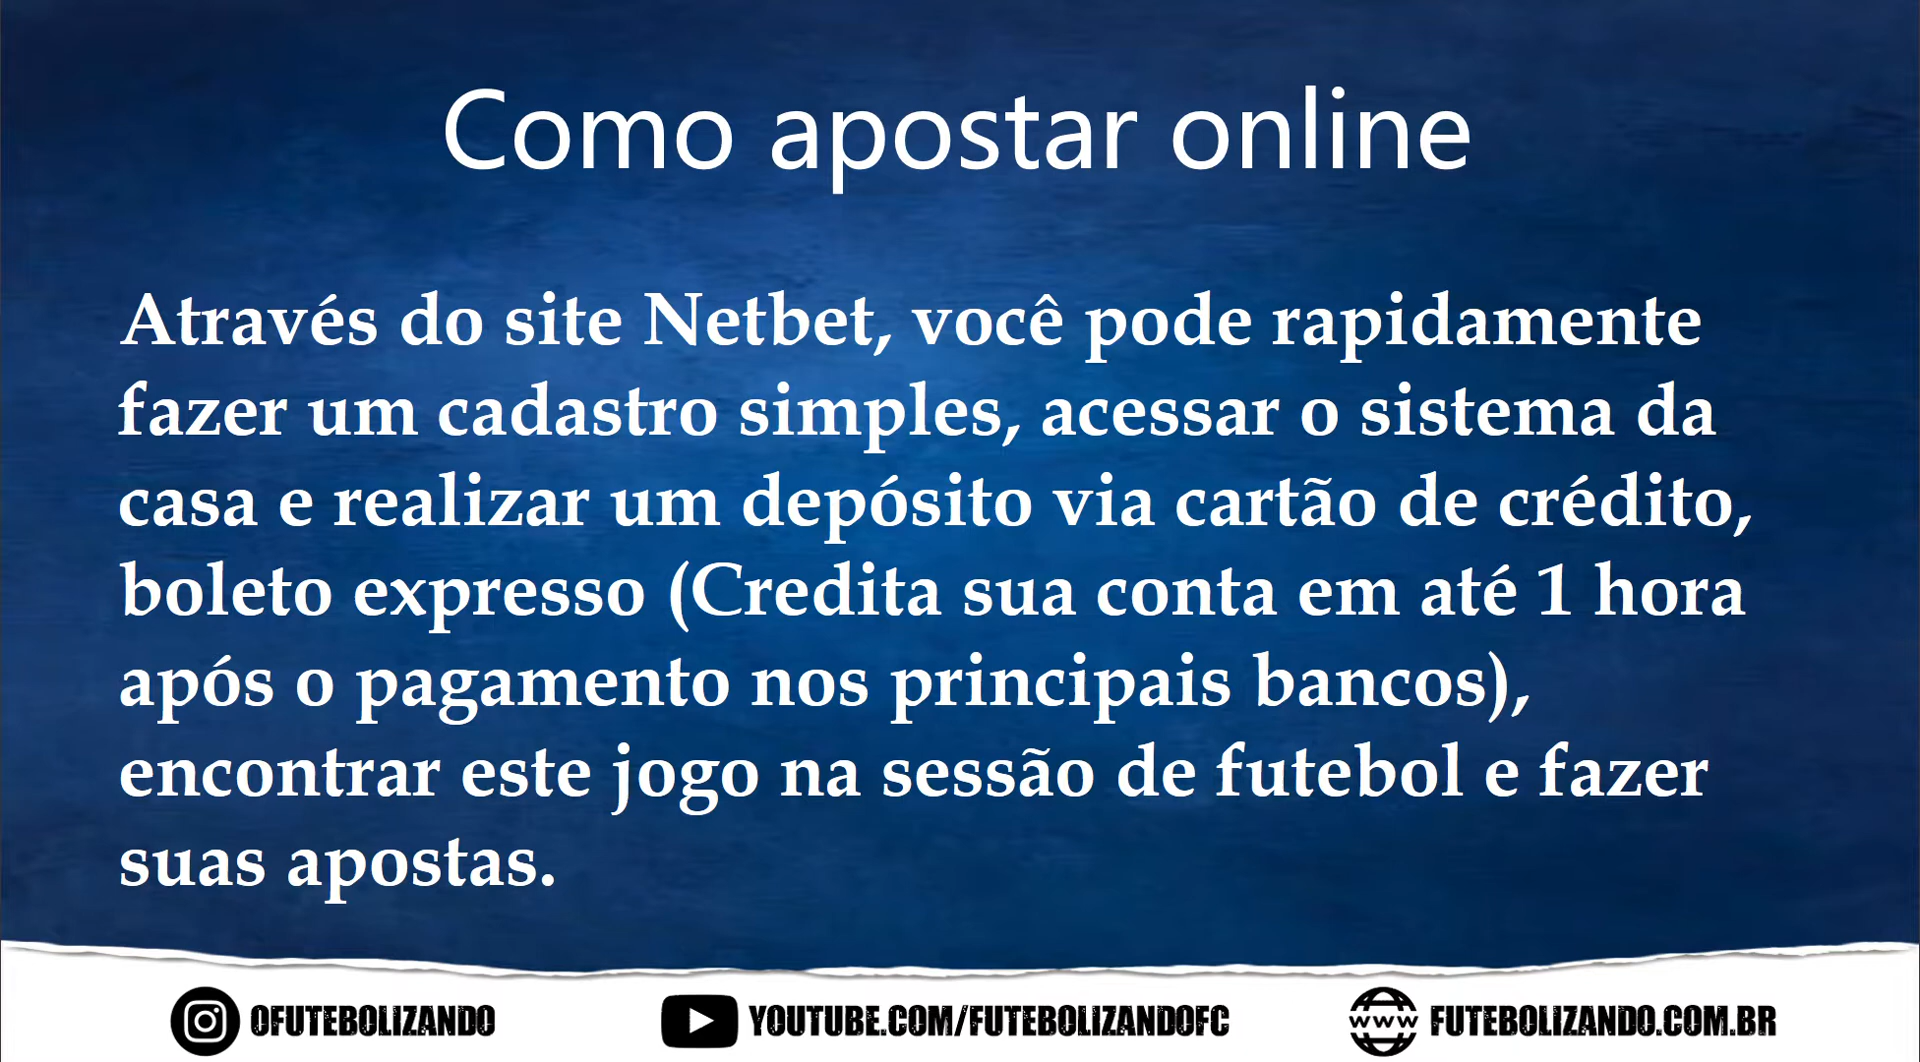 Como apostar online
Através do site Netbet, você pode rapidamente
fazer um cadastro simples, acessar o sistema da
casa e realizar um depósito via cartão de crédito,
boleto expresso (Credita sua conta em até 1 hora
após o pagamento nos principais bancos),
encontrar este jogo na sessão de futebol e fazer
suas apostas.
OFUTEBOLIZANDO
YOUTUBE.COM/FUTEBOLIZANDOFC
WWW
FUTEBOLIZANDO.COM.BR